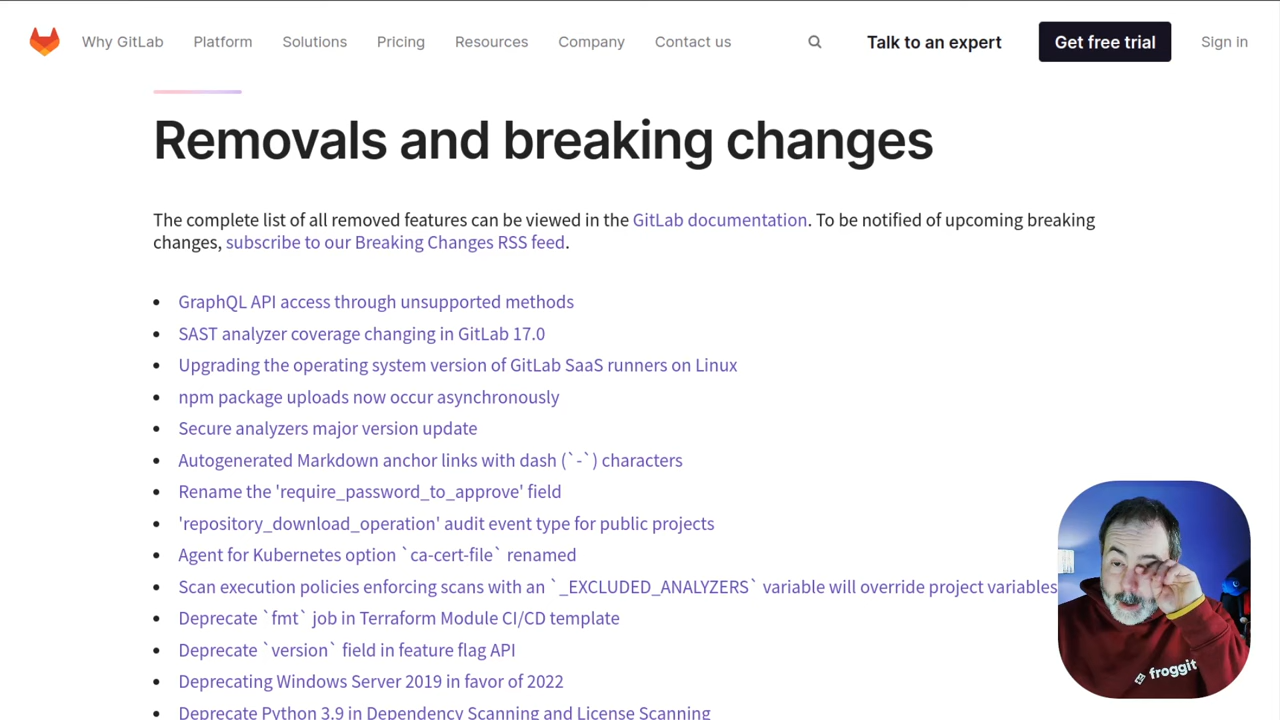 Why GitLab Platform Solutions Pricing Resources Company Contact us Talk to an expert Get free trial Sign in
Removals and breaking changes
The complete list of all removed features can be viewed in the GitLab documentation. To be notified of upcoming breaking
changes, subscribe to our Breaking Changes RSS feed.
• GraphQL API access through unsupported methods
• SAST analyzer coverage changing in GitLab 17.0
• Upgrading the operating system version of GitLab SaaS runners on Linux
• npm package uploads now occur asynchronously
• Secure analyzers major version update
• Autogenerated Markdown anchor links with dash (`-`) characters
• Rename the 'require_password_to_approve' field
• 'repository_download_operation' audit event type for public projects
• Agent for Kubernetes option `ca-cert-file` renamed
• Scan execution policies enforcing scans with an `_EXCLUDED_ANALYZERS` variable will override project variables
• Deprecate `fmt` job in Terraform Module CI/CD template
• Deprecate `version` field in feature flag API
• Deprecating Windows Server 2019 in favor of 2022
• Deprecate Python 3.9 in Dependency Scanning and License Scanning
froggit